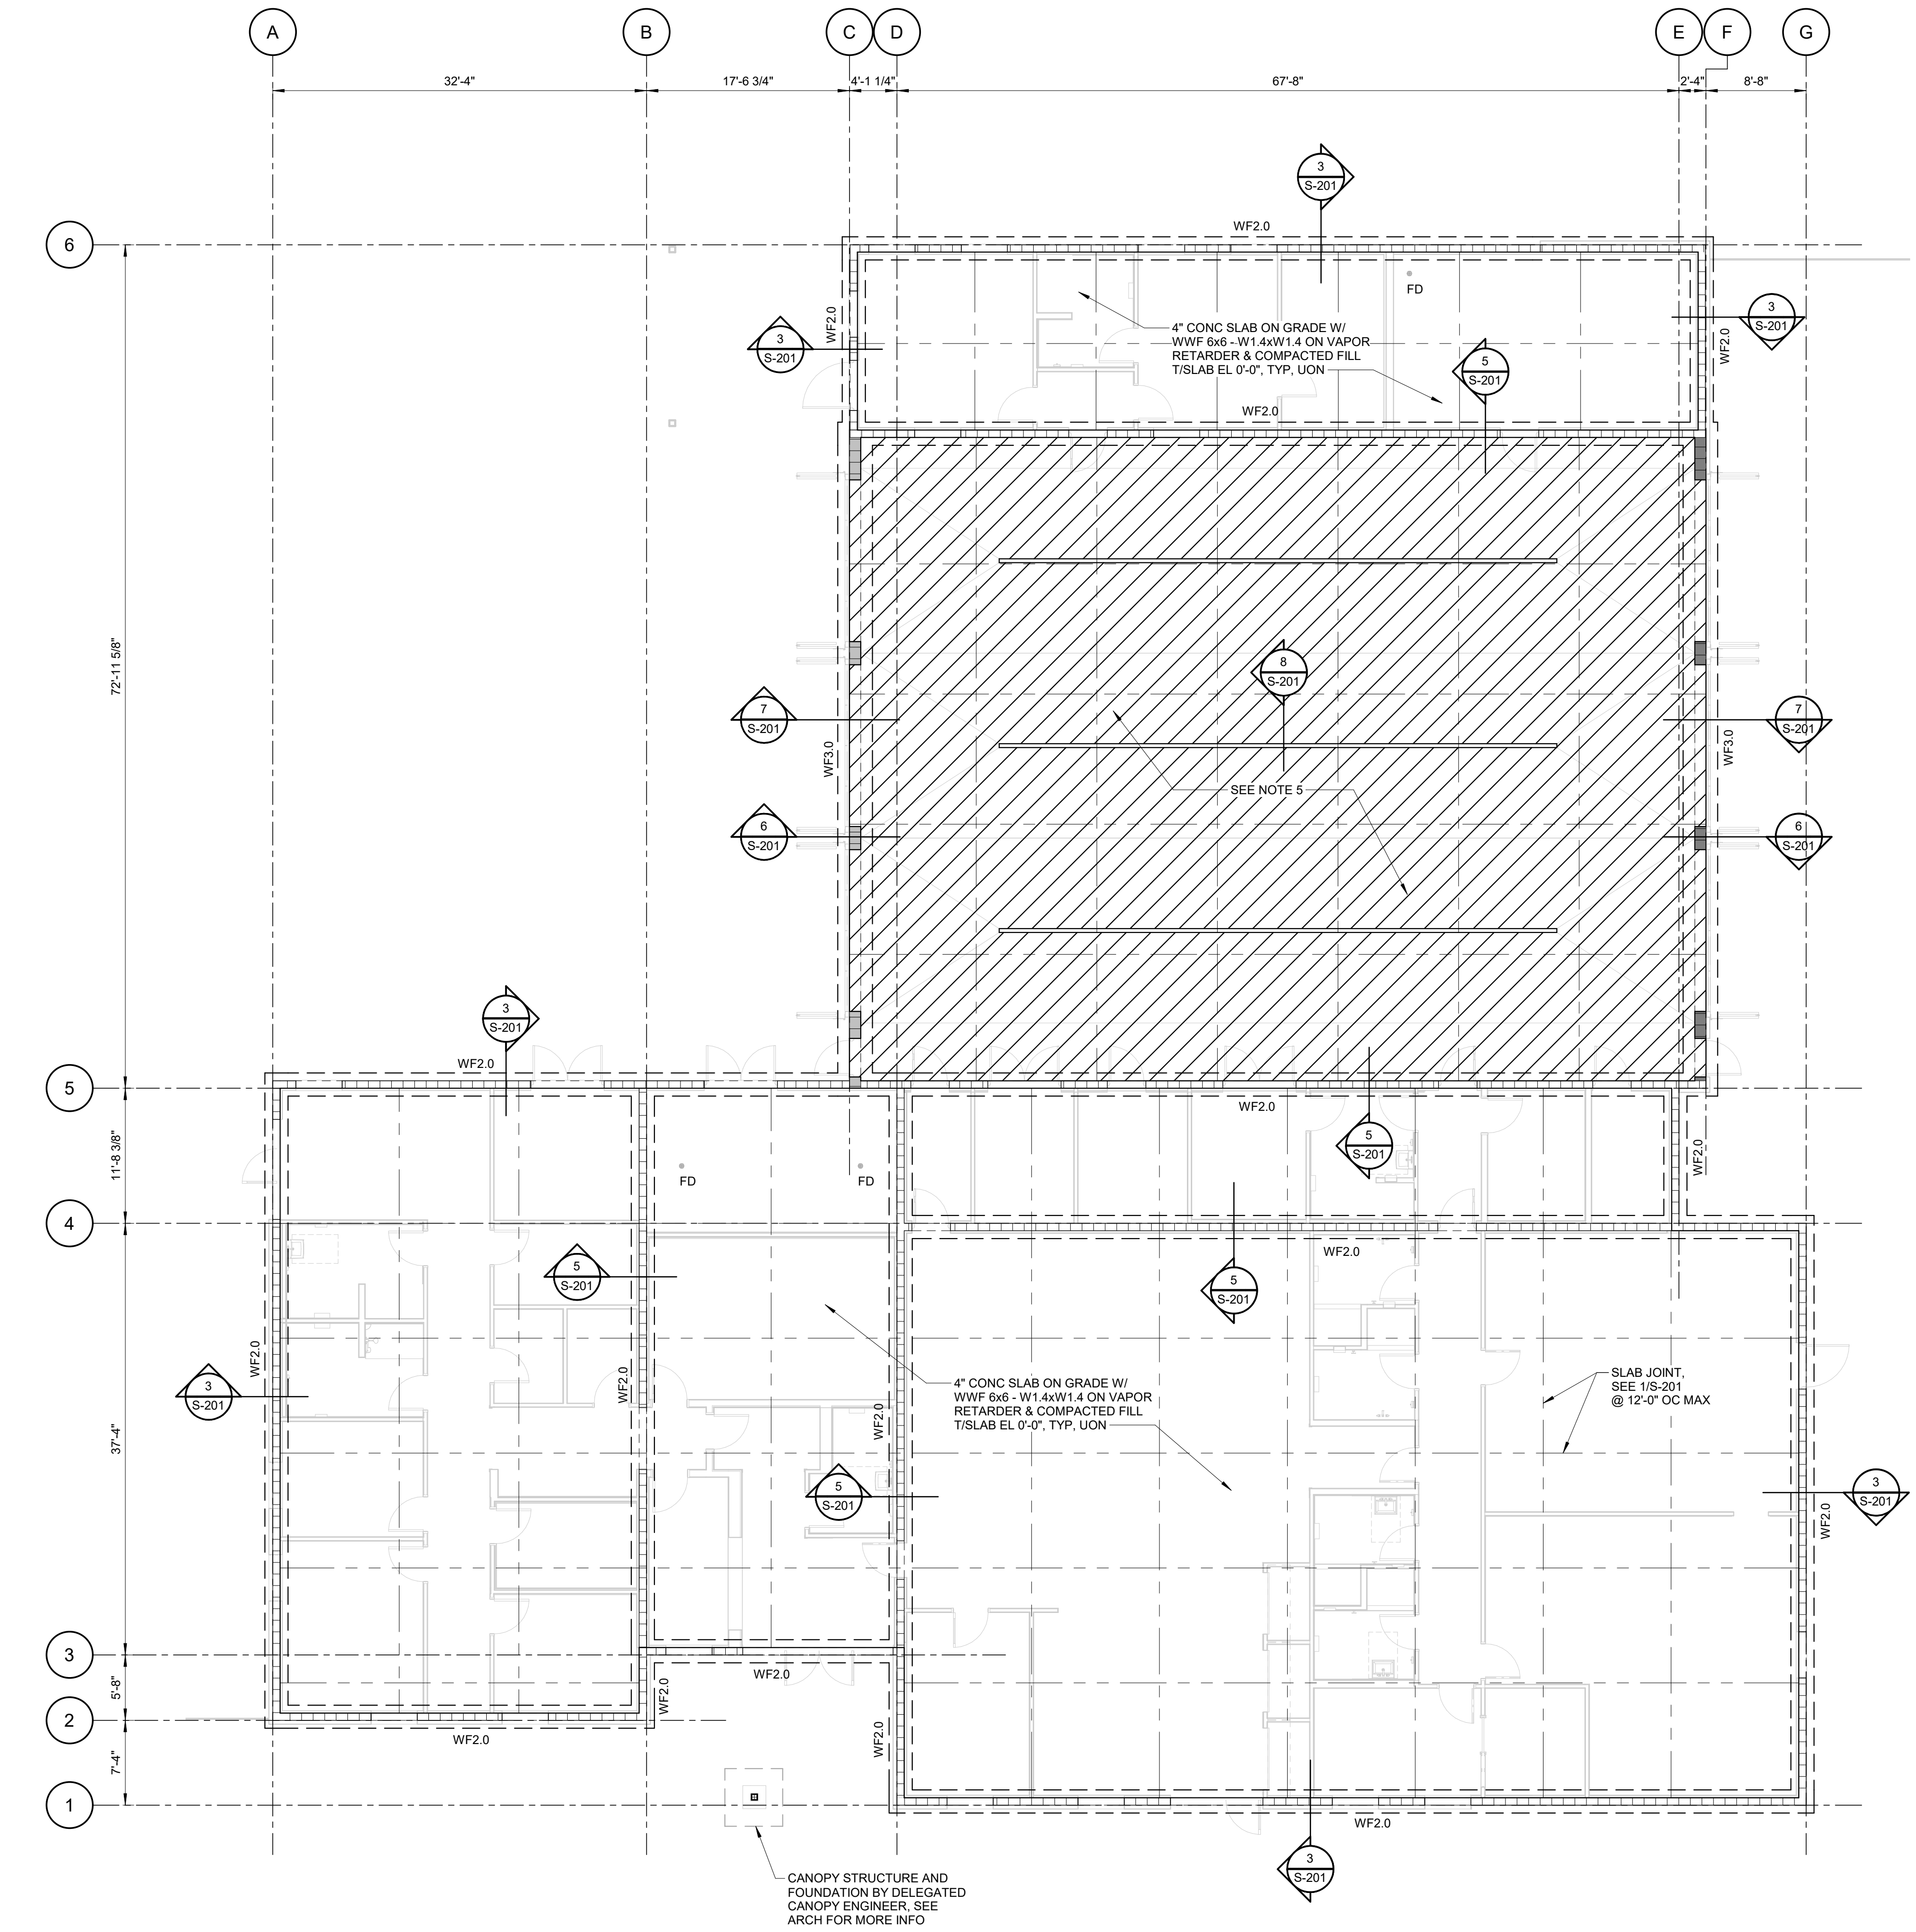 A
B
C
D
E
F
G
32'-4"
17'-6 3/4"
4'-1 1/4"
67'-8"
2'-4"
8'-8"
3
S-201
WF2.0
6
FD
3
S-201
WF2.0
3
S-201
WF2.0
4" CONC SLAB ON GRADE W/
WWF 6x6 - W1.4xW1.4 ON VAPOR
RETARDER & COMPACTED FILL
T/SLAB EL 0'-0", TYP, UON
5
S-201
WF2.0
72'-11 5/8"
8
S-201
7
S-201
7
S-201
WF3.0
WF3.0
SEE NOTE 5
6
S-201
6
S-201
3
S-201
WF2.0
5
WF2.0
11'-8 3/8"
5
S-201
WF2.0
FD
FD
4
WF2.0
5
S-201
5
S-201
WF2.0
3
S-201
WF2.0
4" CONC SLAB ON GRADE W/
WWF 6x6 - W1.4xW1.4 ON VAPOR
RETARDER & COMPACTED FILL
T/SLAB EL 0'-0", TYP, UON
WF2.0
SLAB JOINT,
SEE 1/S-201
@ 12'-0" OC MAX
37'-4"
5
S-201
3
S-201
WF2.0
3
WF2.0
5'-8"
WF2.0
2
WF2.0
WF2.0
7'-4"
1
WF2.0
3
S-201
CANOPY STRUCTURE AND
FOUNDATION BY DELEGATED
CANOPY ENGINEER, SEE
ARCH FOR MORE INFO